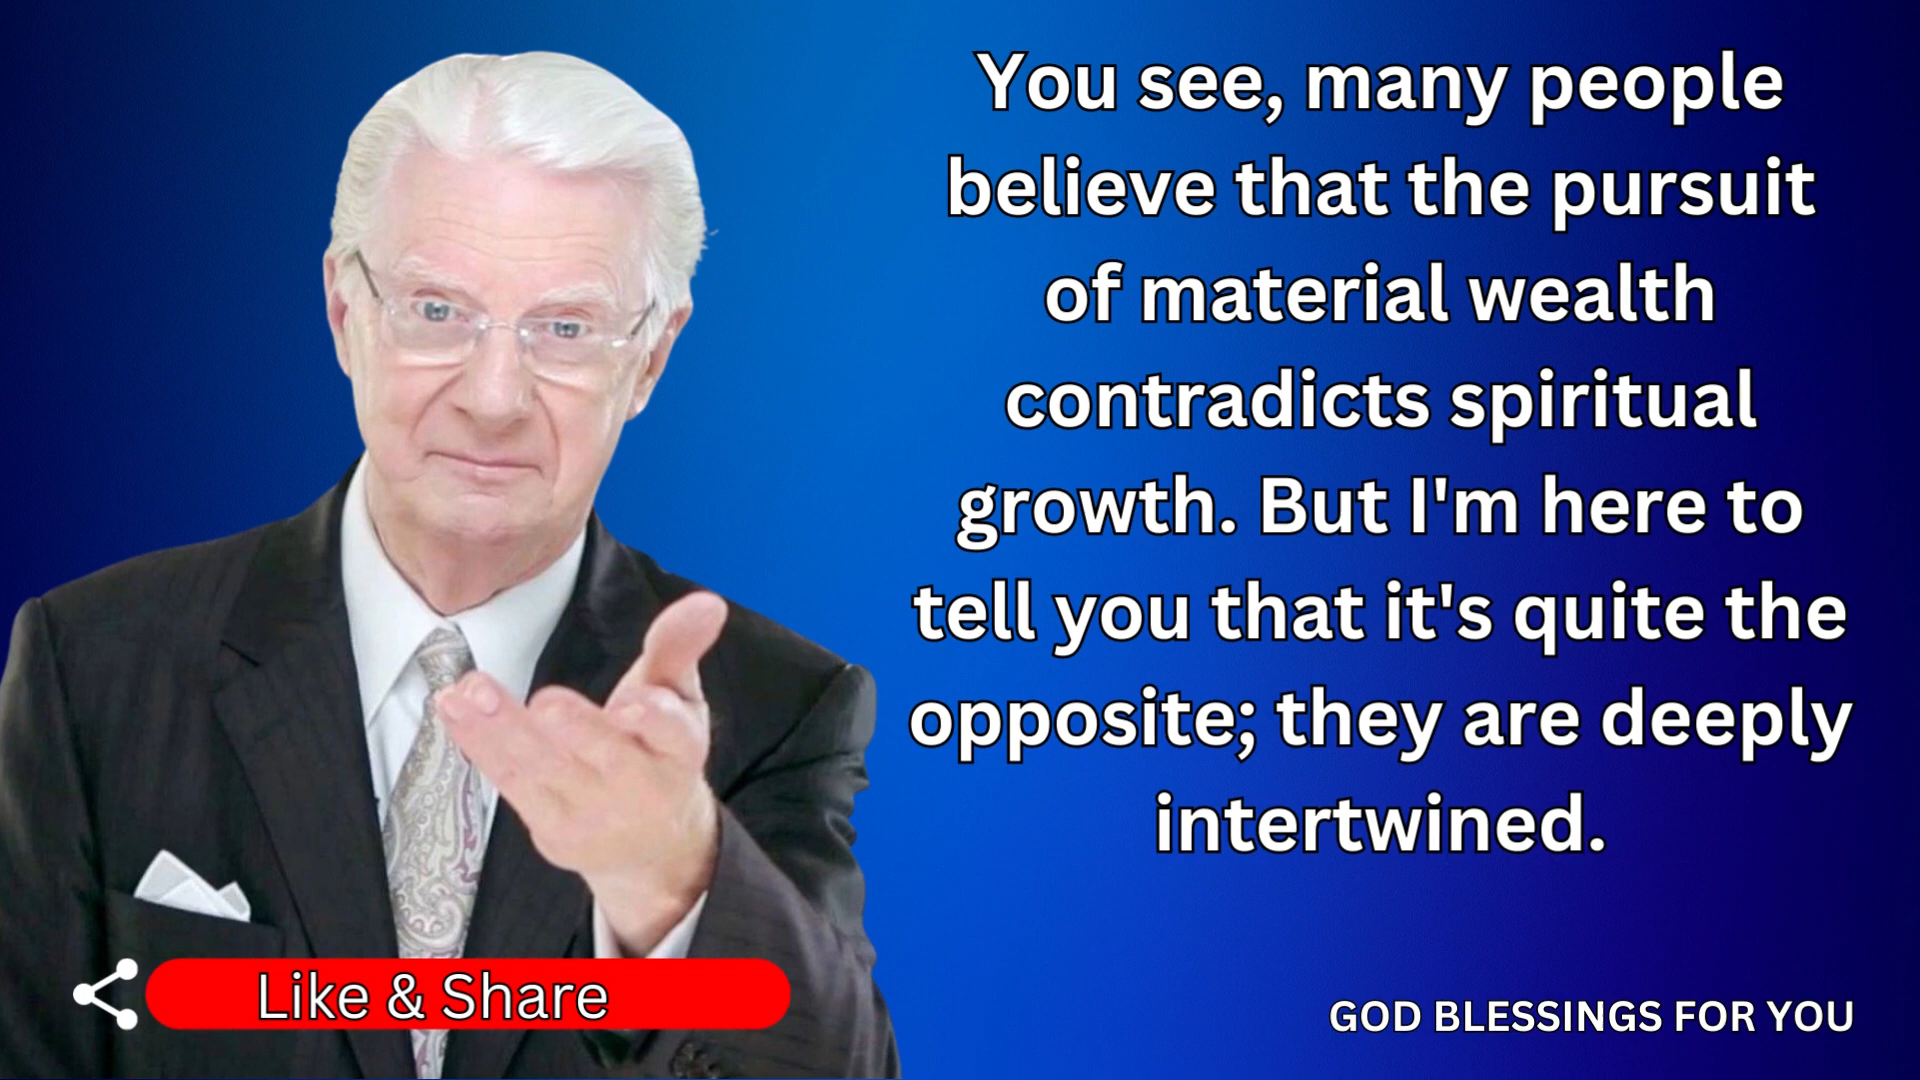 You see, many people
believe that the pursuit
of material wealth
contradicts spiritual
growth. But I'm here to
tell you that it's quite the
opposite; they are deeply
intertwined.
Like & Share
GOD BLESSINGS FOR YOU